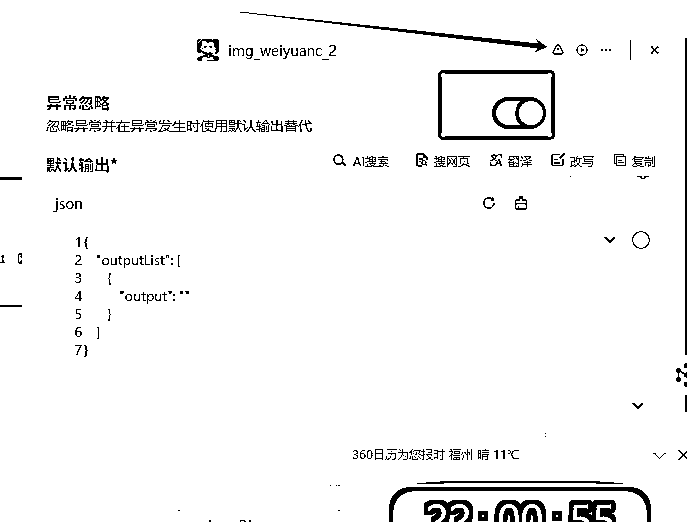 img_weiyuanc_2
异常忽略
忽略异常并在异常发生时使用默认输出替代
默认输出*
AI搜索 搜网页 翻译 改写 复制
json
1{
2 "outputList": [
3 {
4 "output": ""
5 }
6 ]
7}
360日历为您报时 福州 晴 11℃
22:00:55